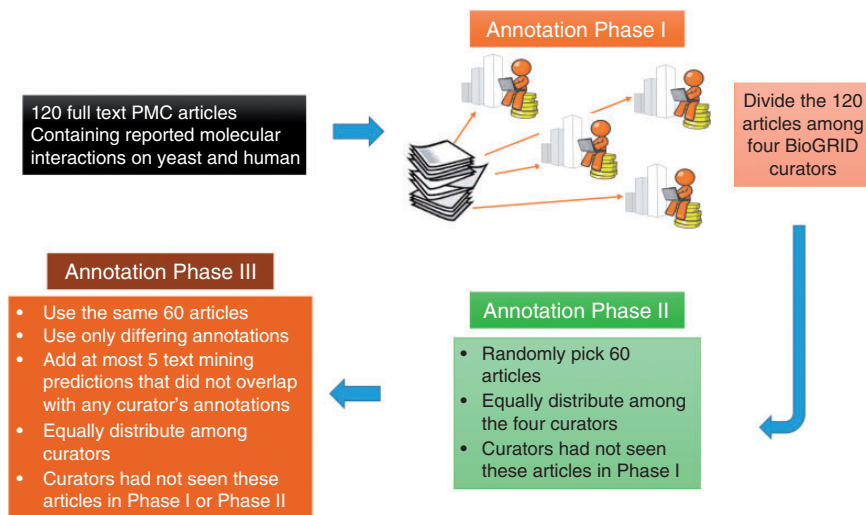 Annotation Phase I
120 full text PMC articles
Containing reported molecular
interactions on yeast and human
Divide the 120
articles among
four BioGRID
curators
Annotation Phase II
• Randomly pick 60
articles
• Equally distribute among
the four curators
• Curators had not seen
these articles in Phase I
Annotation Phase III
• Use the same 60 articles
• Use only differing annotations
• Add at most 5 text mining
predictions that did not overlap
with any curator's annotations
• Equally distribute among
curators
• Curators had not seen these
articles in Phase I or Phase II